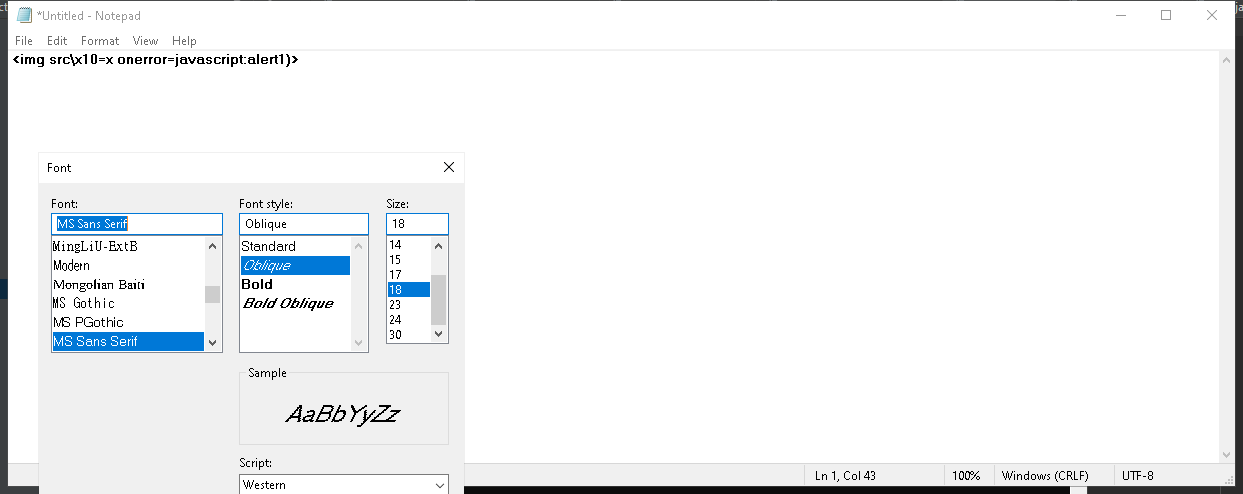 *Untitled - Notepad
File Edit Format View Help
<img src\x10=x onerror=javascript:alert1)>
Font
Font: Font style: Size:
MS Sans Serif Oblique 18
MingLiU-ExtB
Modern
Mongolian Baiti
MS Gothic
MS PGothic
MS Sans Serif
Standard
Oblique
Bold
Bold Oblique
14
15
17
18
23
24
30
Sample
AaBbYyZz
Script:
Western
Ln 1, Col 43 100% Windows (CRLF) UTF-8